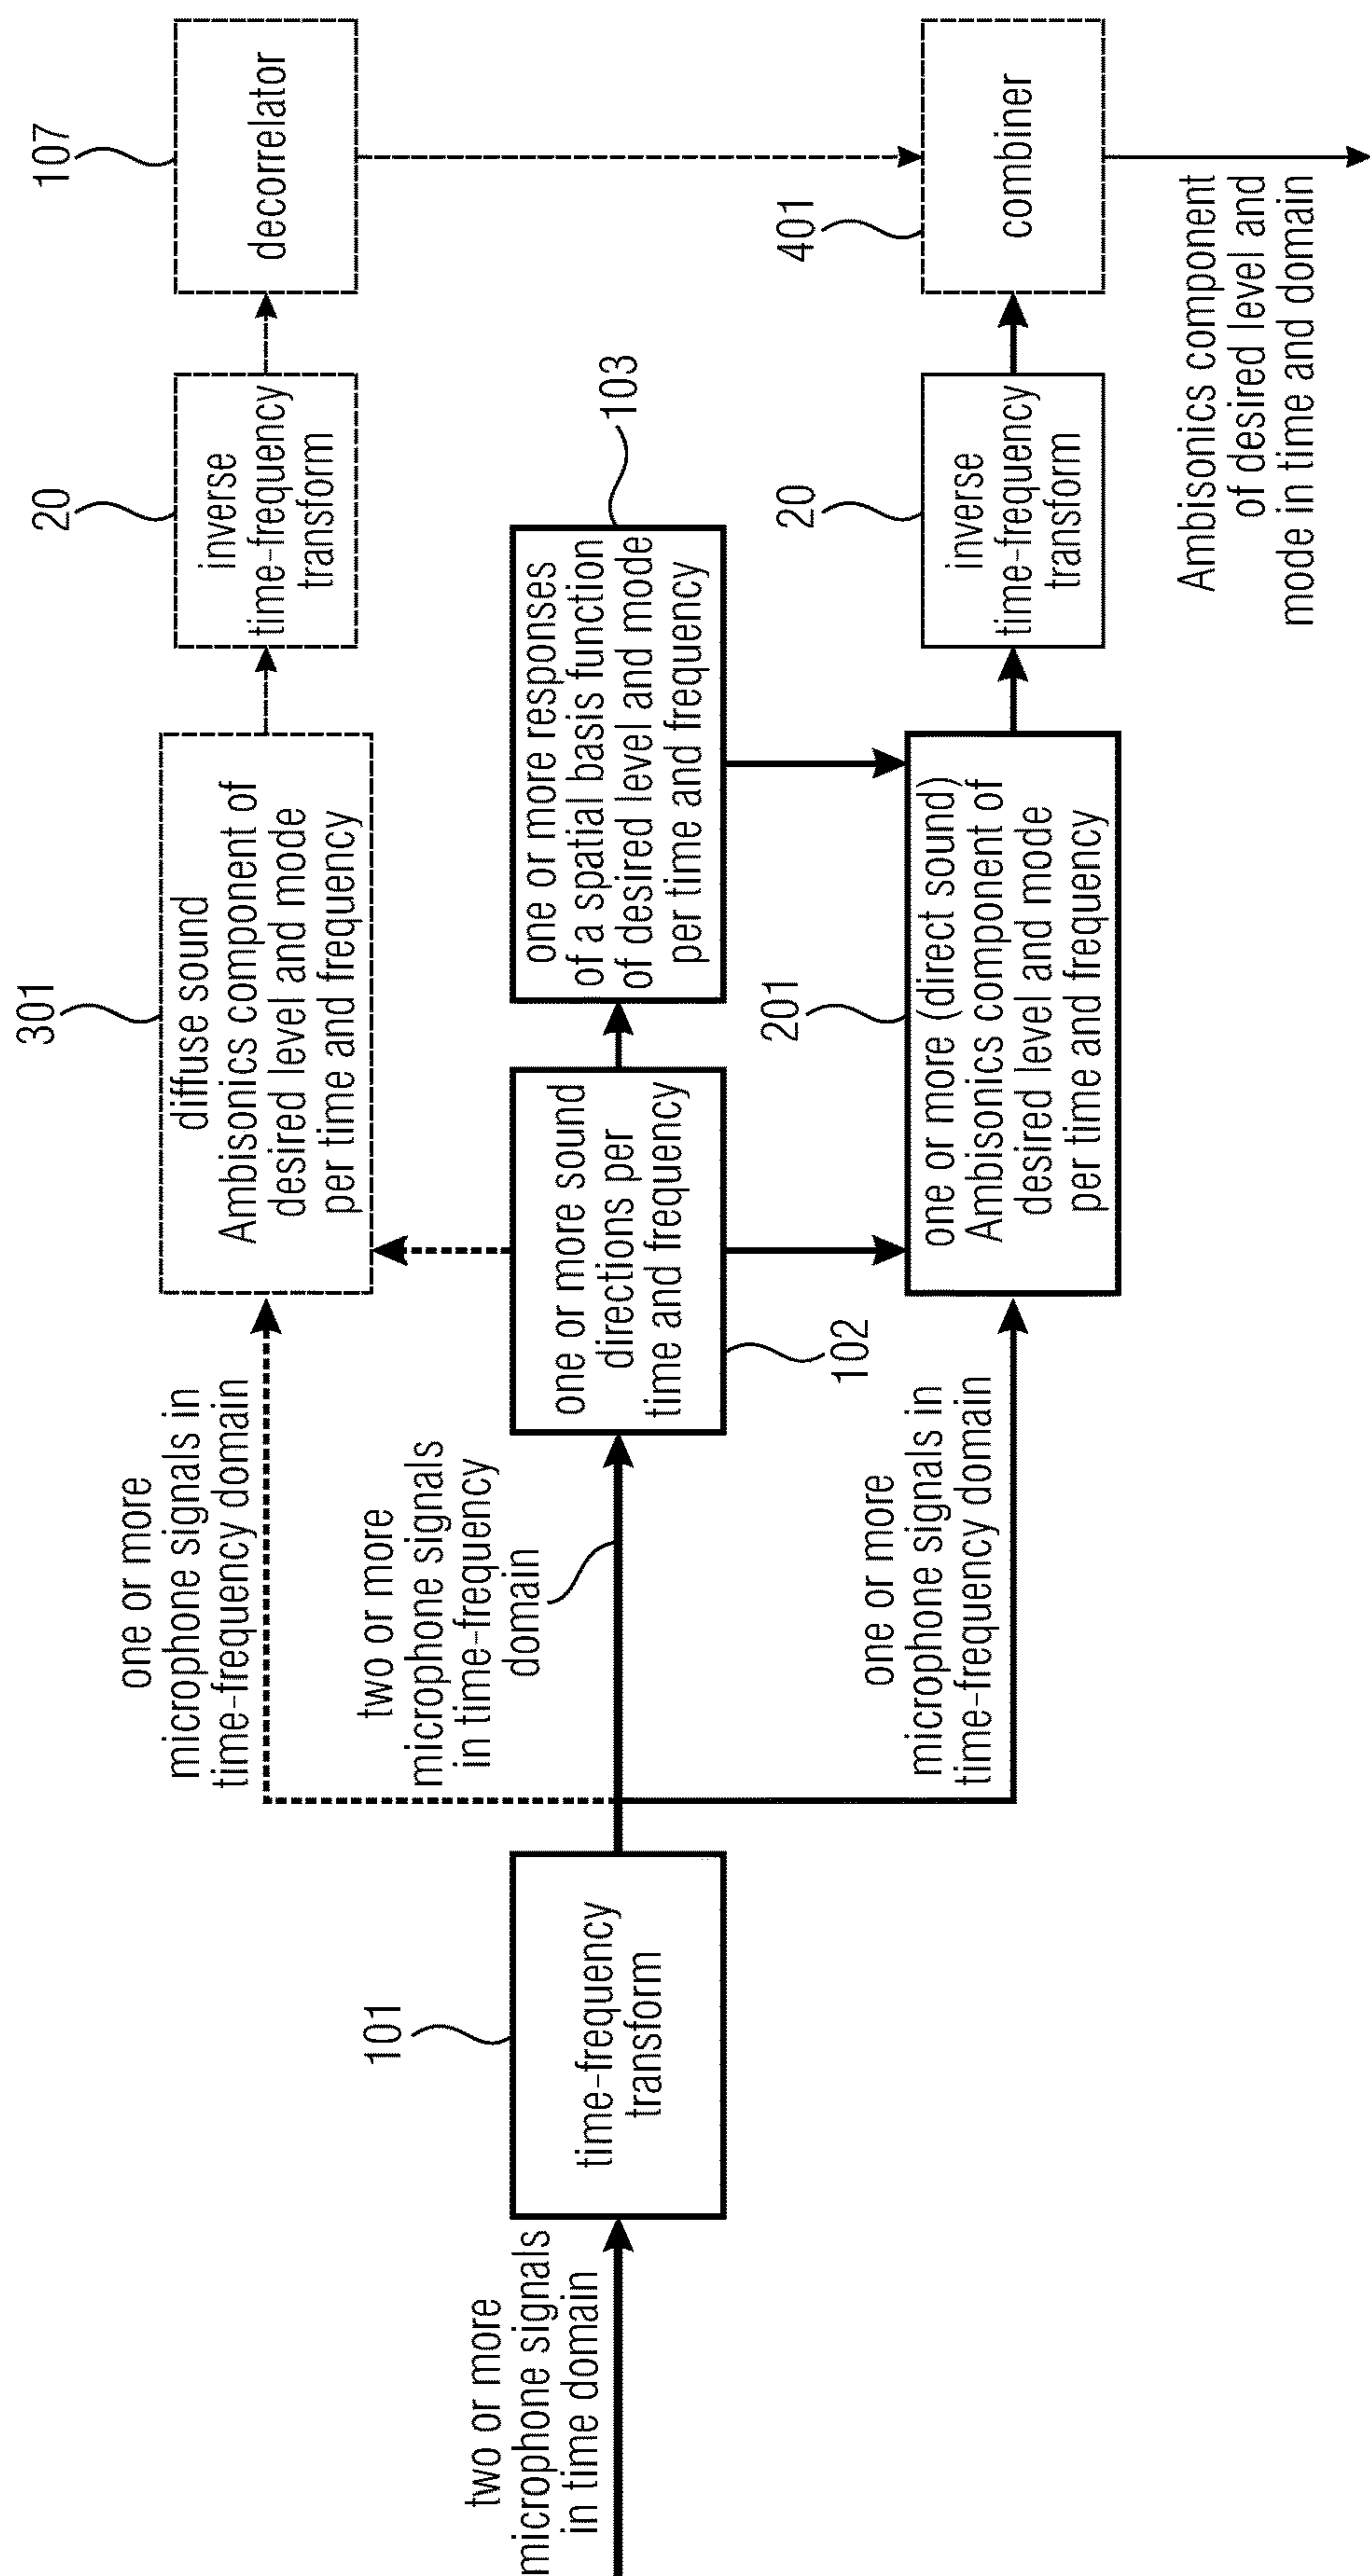 two or more
microphone signals
in time domain
101
time-frequency
transform
one or more
microphone signals in
time-frequency domain
two or more
microphone signals
in time-frequency
domain
one or more
microphone signals in
time-frequency domain
301
diffuse sound
Ambisonics component of
desired level and mode
per time and frequency
one or more sound
directions per
time and frequency
102
103
one or more responses
of a spatial basis function
of desired level and mode
per time and frequency
201
one or more (direct sound)
Ambisonics component of
desired level and mode
per time and frequency
20
inverse
time-frequency
transform
20
inverse
time-frequency
transform
107
decorrelator
401
combiner
Ambisonics component
of desired level and
mode in time and domain